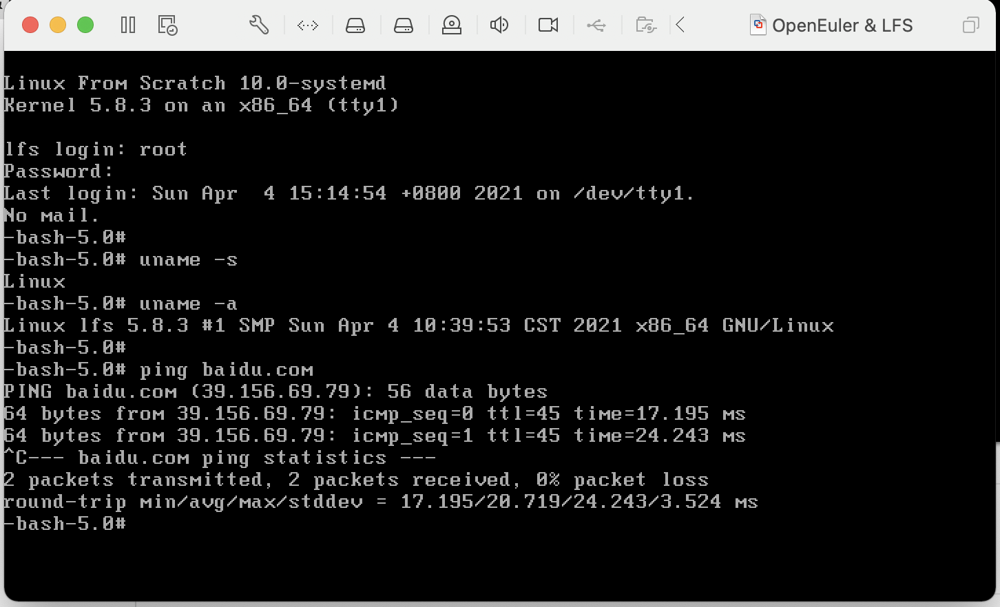 OpenEuler & LFS
Linux From Scratch 10.0-systemd
Kernel 5.8.3 on an x86_64 (tty1)
lfs login: root
Password:
Last login: Sun Apr  4 15:14:54 +0800 2021 on /dev/tty1.
No mail.
-bash-5.0#
-bash-5.0# uname -s
Linux
-bash-5.0# uname -a
Linux lfs 5.8.3 #1 SMP Sun Apr 4 10:39:53 CST 2021 x86_64 GNU/Linux
-bash-5.0#
-bash-5.0# ping baidu.com
PING baidu.com (39.156.69.79): 56 data bytes
64 bytes from 39.156.69.79: icmp_seq=0 ttl=45 time=17.195 ms
64 bytes from 39.156.69.79: icmp_seq=1 ttl=45 time=24.243 ms
^C--- baidu.com ping statistics ---
2 packets transmitted, 2 packets received, 0% packet loss
round-trip min/avg/max/stddev = 17.195/20.719/24.243/3.524 ms
-bash-5.0#